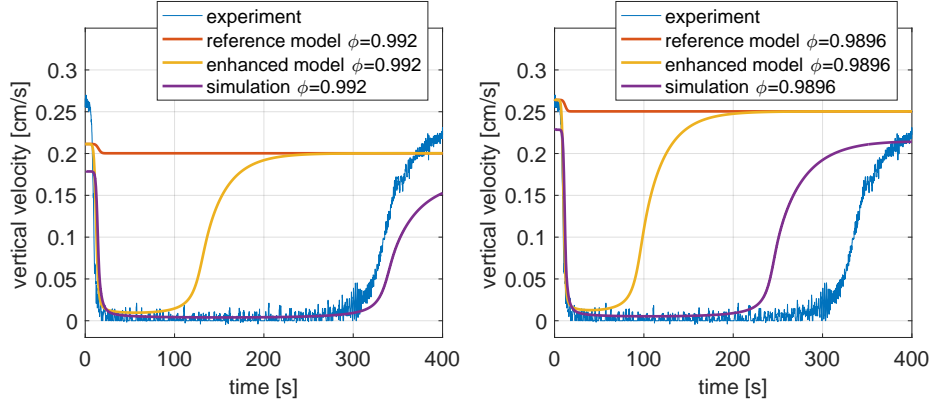 experiment
reference model ϕ=0.992
enhanced model ϕ=0.992
simulation ϕ=0.992
0.3
0.25
0.2
0.15
0.1
0.05
0
vertical velocity [cm/s]
0 100 200 300 400
time [s]
experiment
reference model ϕ=0.9896
enhanced model ϕ=0.9896
simulation ϕ=0.9896
0.3
0.25
0.2
0.15
0.1
0.05
0
vertical velocity [cm/s]
0 100 200 300 400
time [s]